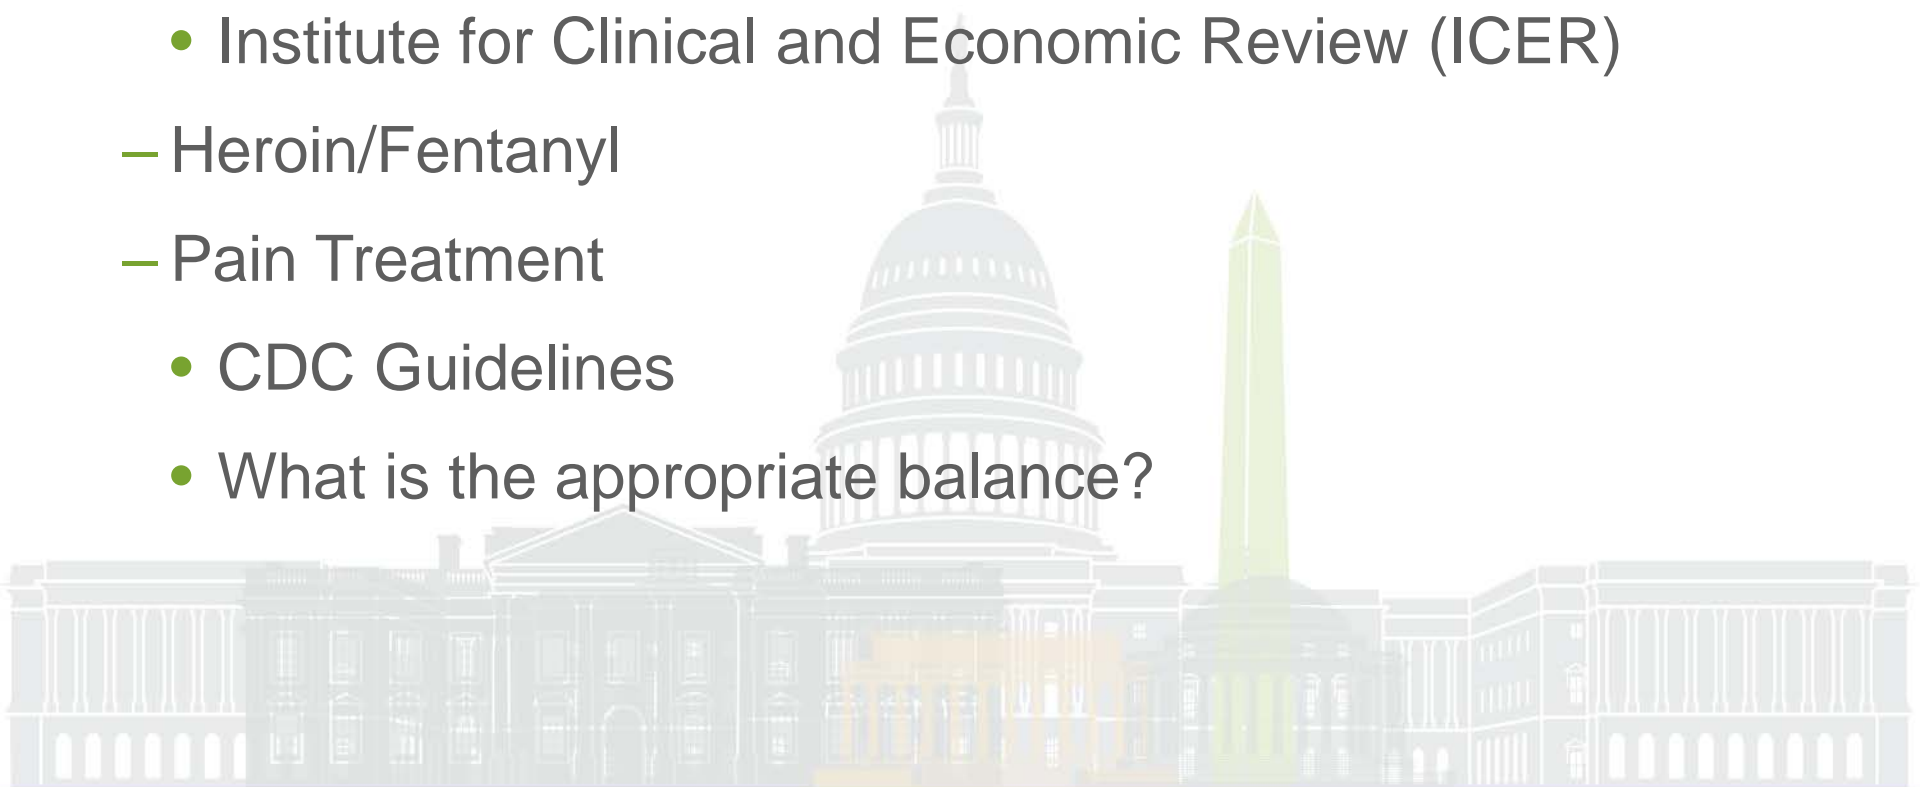 • Institute for Clinical and Economic Review (ICER)
– Heroin/Fentanyl
– Pain Treatment
• CDC Guidelines
• What is the appropriate balance?